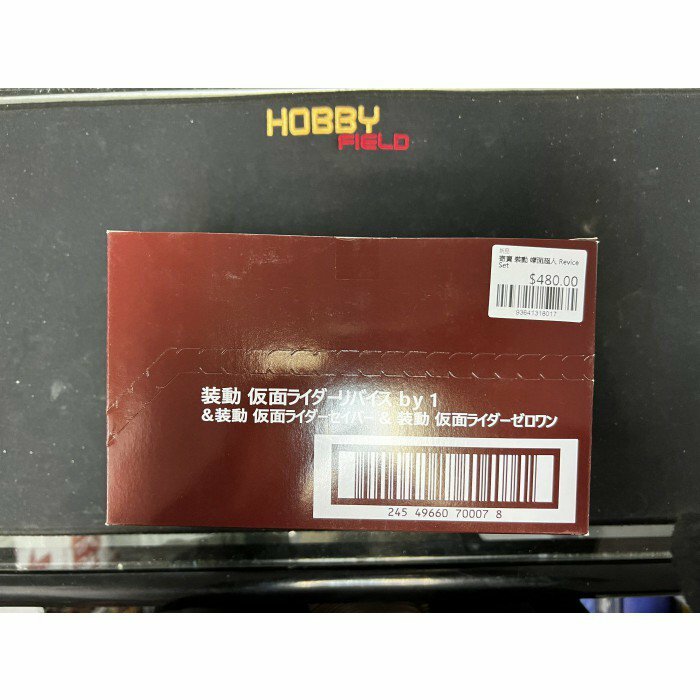 HOBBY
FIELD
壽賣 裝動 幪面超人 Revice
Set
$480.00
93641316017
装動 仮面ライダーリバイス by 1
&装動 仮面ライダーセイバー & 装動 仮面ライダーゼロワン
245 49660 70007 8